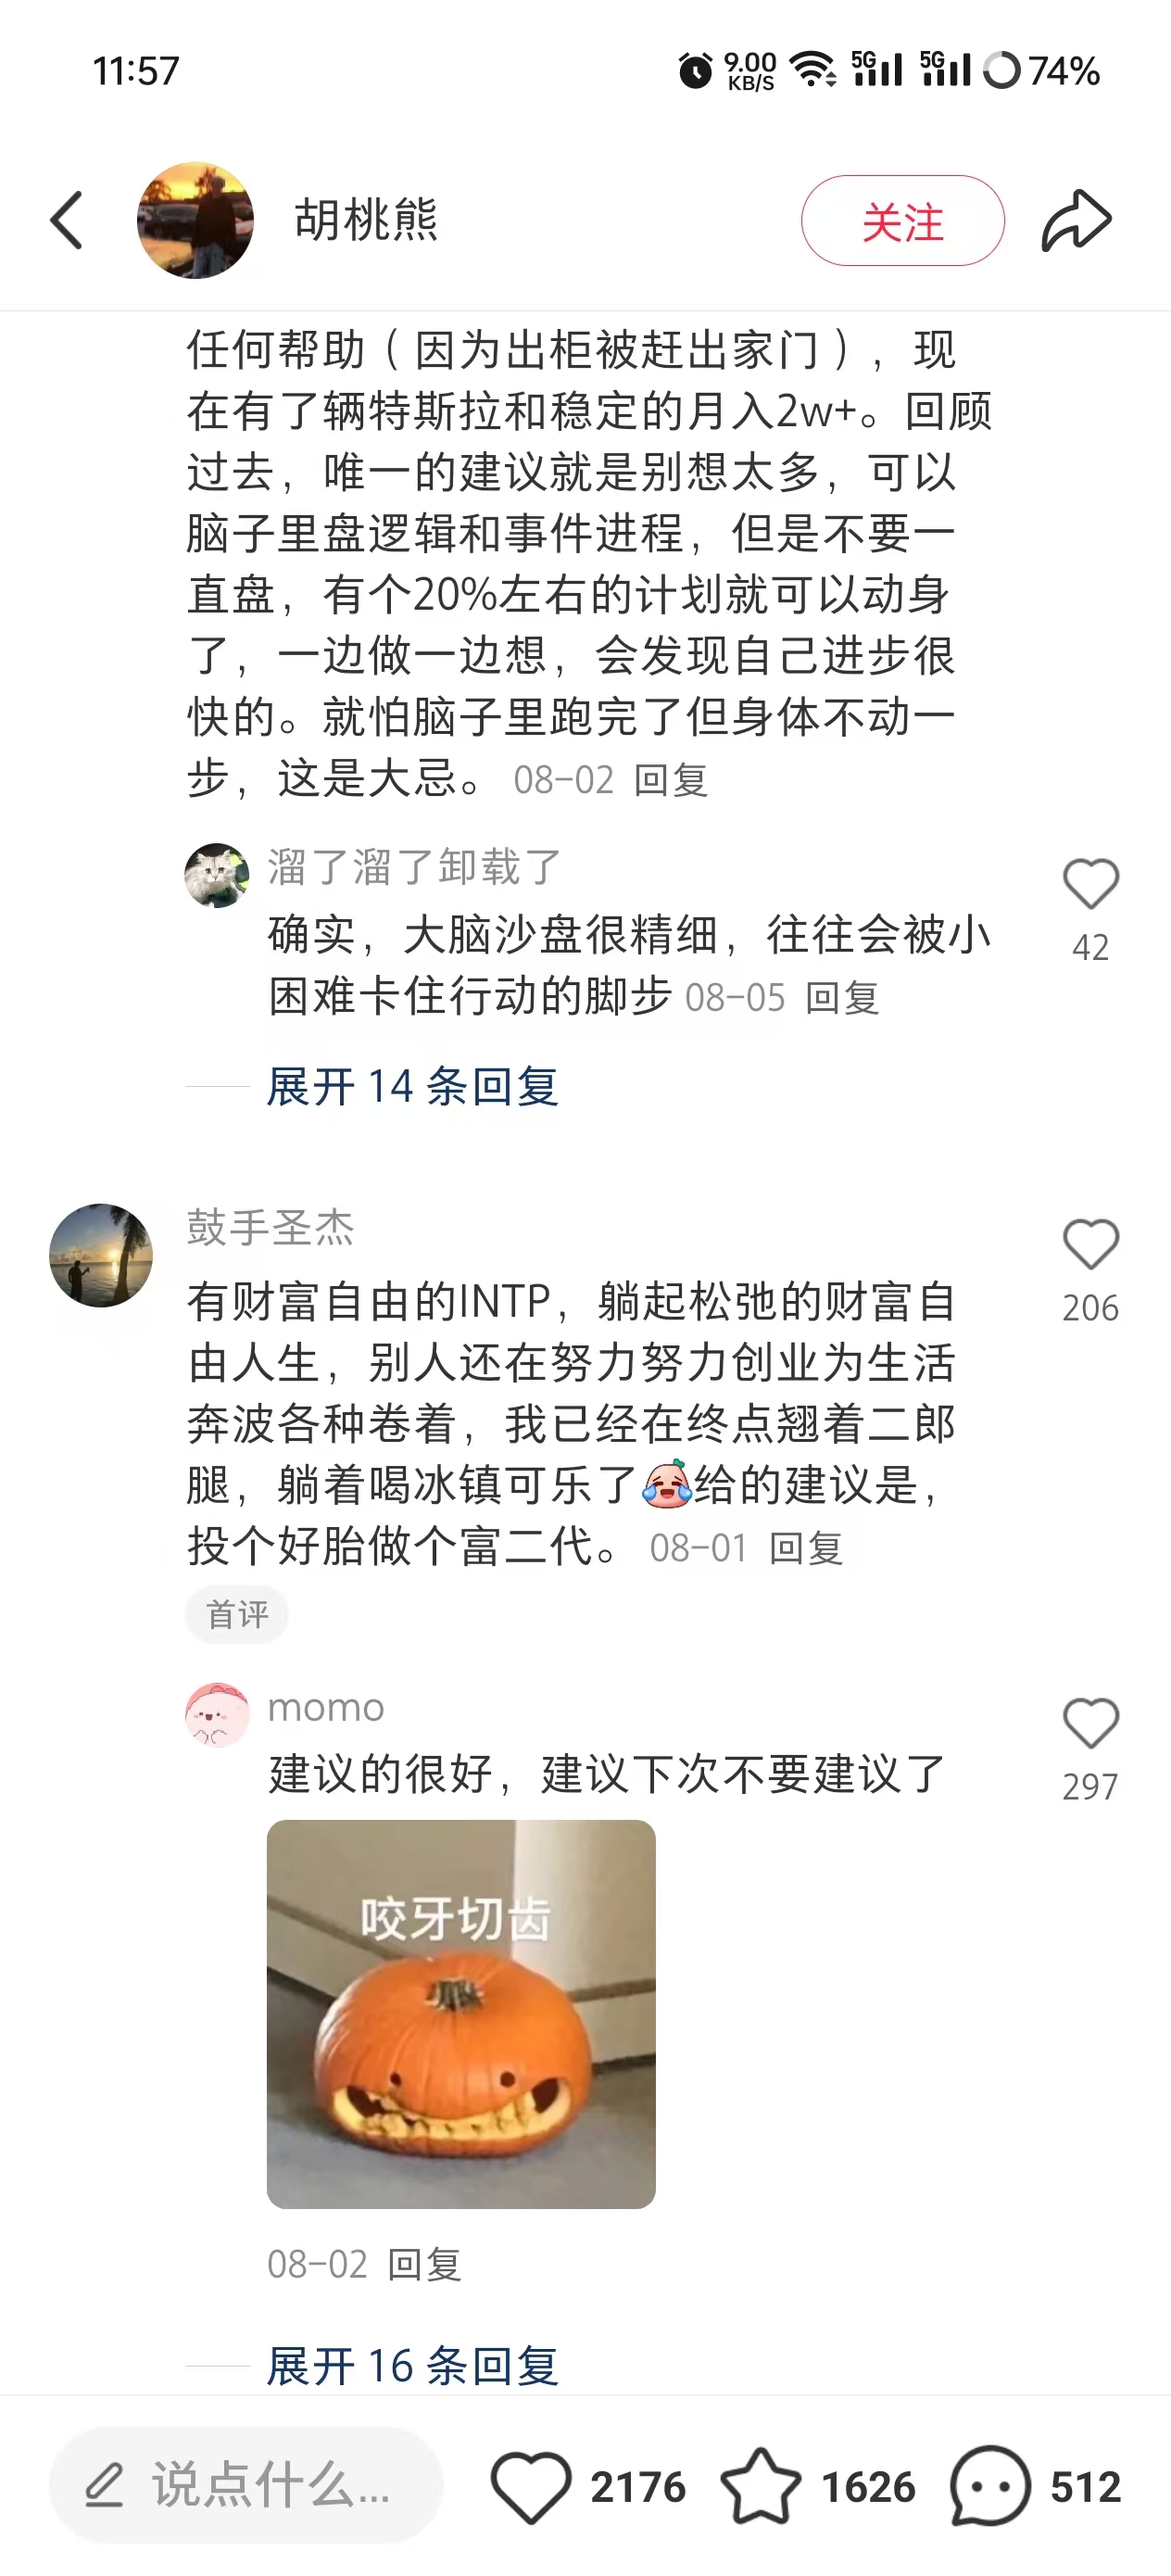 11:57
9.00 KB/S 5G 5G 74%
胡桃熊 关注
任何帮助（因为出柜被赶出家门），现
在有了辆特斯拉和稳定的月入2w+。回顾
过去，唯一的建议就是别想太多，可以
脑子里盘逻辑和事件进程，但是不要一
直盘，有个20%左右的计划就可以动身
了，一边做一边想，会发现自己进步很
快的。就怕脑子里跑完了但身体不动一
步，这是大忌。 08-02 回复
溜了溜了卸载了
确实，大脑沙盘很精细，往往会被小
困难卡住行动的脚步 08-05 回复
42
展开 14 条回复
鼓手圣杰
有财富自由的INTP，躺起松弛的财富自
由人生，别人还在努力努力创业为生活
奔波各种卷着，我已经在终点翘着二郎
腿，躺着喝冰镇可乐了😂给的建议是，
投个好胎做个富二代。 08-01 回复
206
首评
momo
建议的很好，建议下次不要建议了
297
咬牙切齿
08-02 回复
展开 16 条回复
说点什么... 2176 1626 512